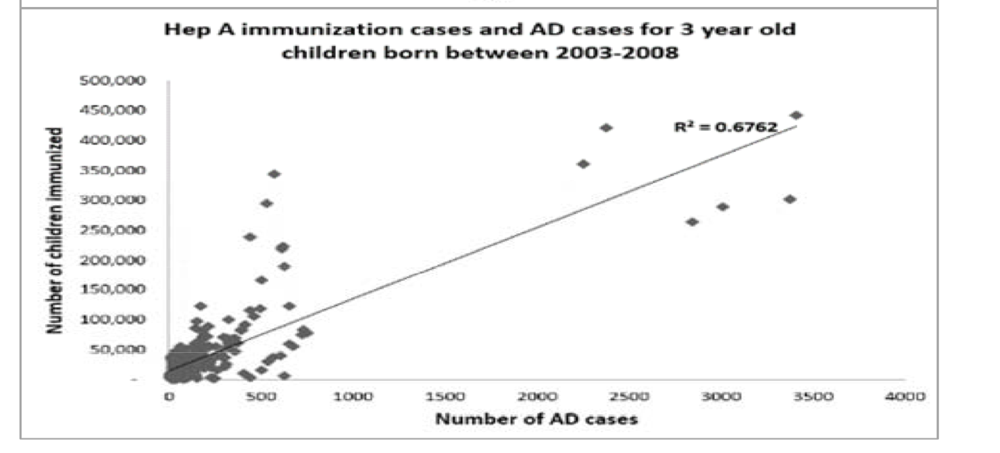 Hep A immunization cases and AD cases for 3 year old
children born between 2003-2008
Number of children immunized
500,000
450,000
400,000
350,000
300,000
250,000
200,000
150,000
100,000
50,000
-
R² = 0.6762
0 500 1000 1500 2000 2500 3000 3500 4000
Number of AD cases